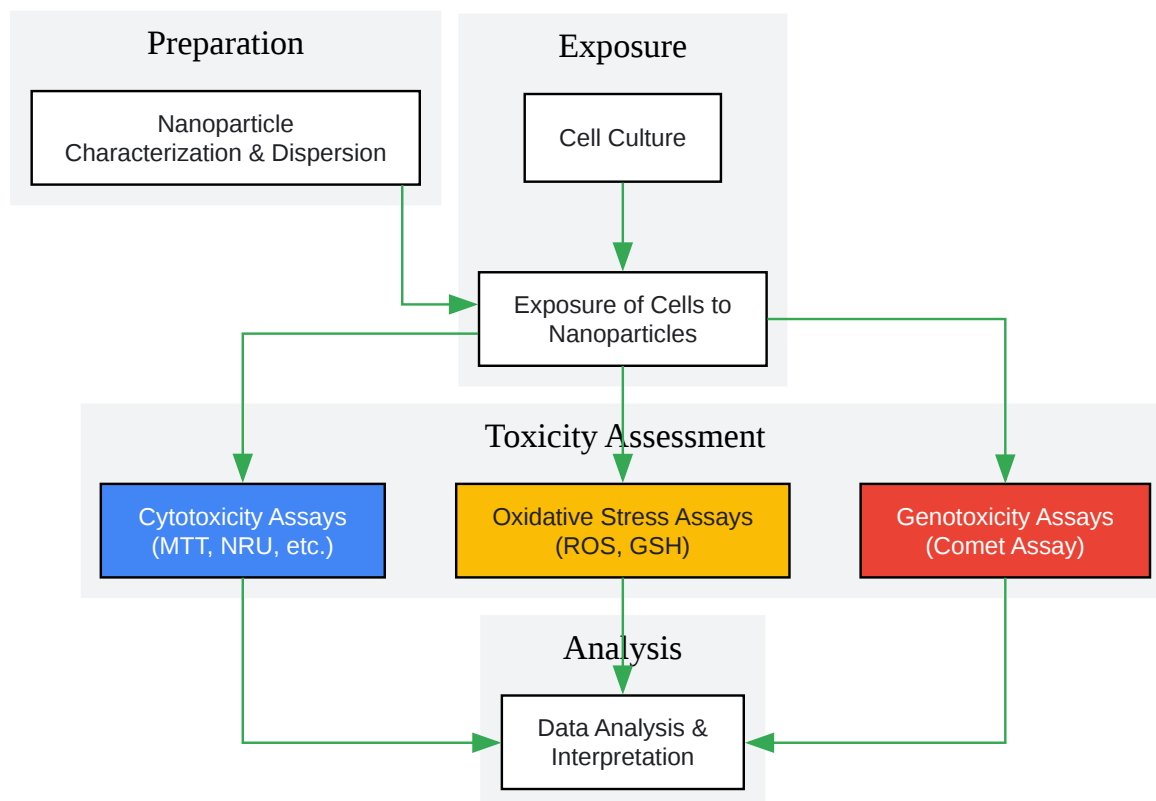 Preparation
Nanoparticle
Characterization & Dispersion
Exposure
Cell Culture
Exposure of Cells to
Nanoparticles
Toxicity Assessment
Cytotoxicity Assays
(MTT, NRU, etc.)
Oxidative Stress Assays
(ROS, GSH)
Genotoxicity Assays
(Comet Assay)
Analysis
Data Analysis &
Interpretation